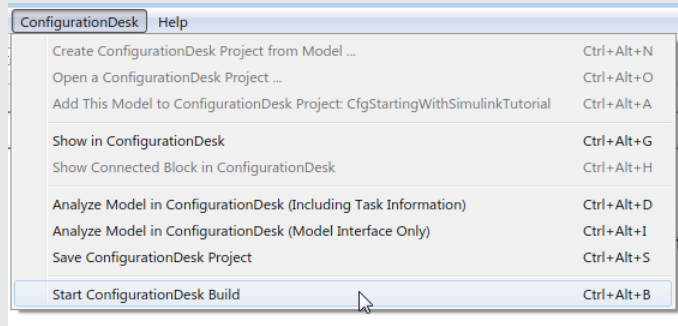 ConfigurationDesk Help
Create ConfigurationDesk Project from Model ... Ctrl+Alt+N
Open a ConfigurationDesk Project ... Ctrl+Alt+O
Add This Model to ConfigurationDesk Project: CfgStartingWithSimulinkTutorial Ctrl+Alt+A
Show in ConfigurationDesk Ctrl+Alt+G
Show Connected Block in ConfigurationDesk Ctrl+Alt+H
Analyze Model in ConfigurationDesk (Including Task Information) Ctrl+Alt+D
Analyze Model in ConfigurationDesk (Model Interface Only) Ctrl+Alt+I
Save ConfigurationDesk Project Ctrl+Alt+S
Start ConfigurationDesk Build Ctrl+Alt+B